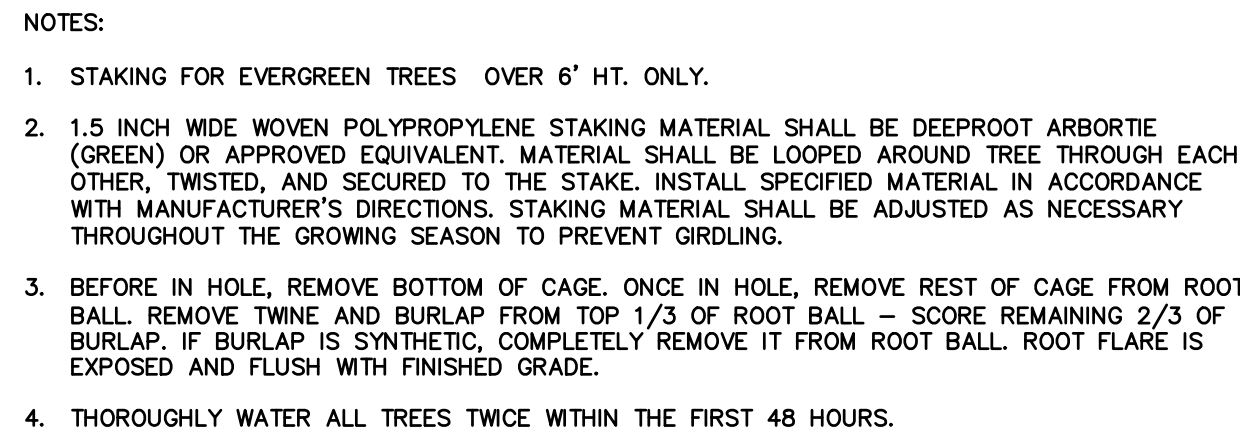 NOTES:
1. STAKING FOR EVERGREEN TREES OVER 6' HT. ONLY.
2. 1.5 INCH WIDE WOVEN POLYPROPYLENE STAKING MATERIAL SHALL BE DEEPROOT ARBORTIE
(GREEN) OR APPROVED EQUIVALENT. MATERIAL SHALL BE LOOPED AROUND TREE THROUGH EACH
OTHER, TWISTED, AND SECURED TO THE STAKE. INSTALL SPECIFIED MATERIAL IN ACCORDANCE
WITH MANUFACTURER'S DIRECTIONS. STAKING MATERIAL SHALL BE ADJUSTED AS NECESSARY
THROUGHOUT THE GROWING SEASON TO PREVENT GIRDLING.
3. BEFORE IN HOLE, REMOVE BOTTOM OF CAGE. ONCE IN HOLE, REMOVE REST OF CAGE FROM ROOT
BALL. REMOVE TWINE AND BURLAP FROM TOP 1/3 OF ROOT BALL – SCORE REMAINING 2/3 OF
BURLAP. IF BURLAP IS SYNTHETIC, COMPLETELY REMOVE IT FROM ROOT BALL. ROOT FLARE IS
EXPOSED AND FLUSH WITH FINISHED GRADE.
4. THOROUGHLY WATER ALL TREES TWICE WITHIN THE FIRST 48 HOURS.